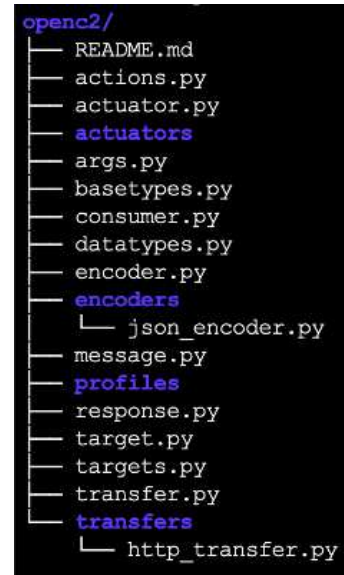 openc2/
├── README.md
├── actions.py
├── actuator.py
├── actuators
├── args.py
├── basetypes.py
├── consumer.py
├── datatypes.py
├── encoder.py
├── encoders
│   └── json_encoder.py
├── message.py
├── profiles
├── response.py
├── target.py
├── targets.py
├── transfer.py
└── transfers
    └── http_transfer.py